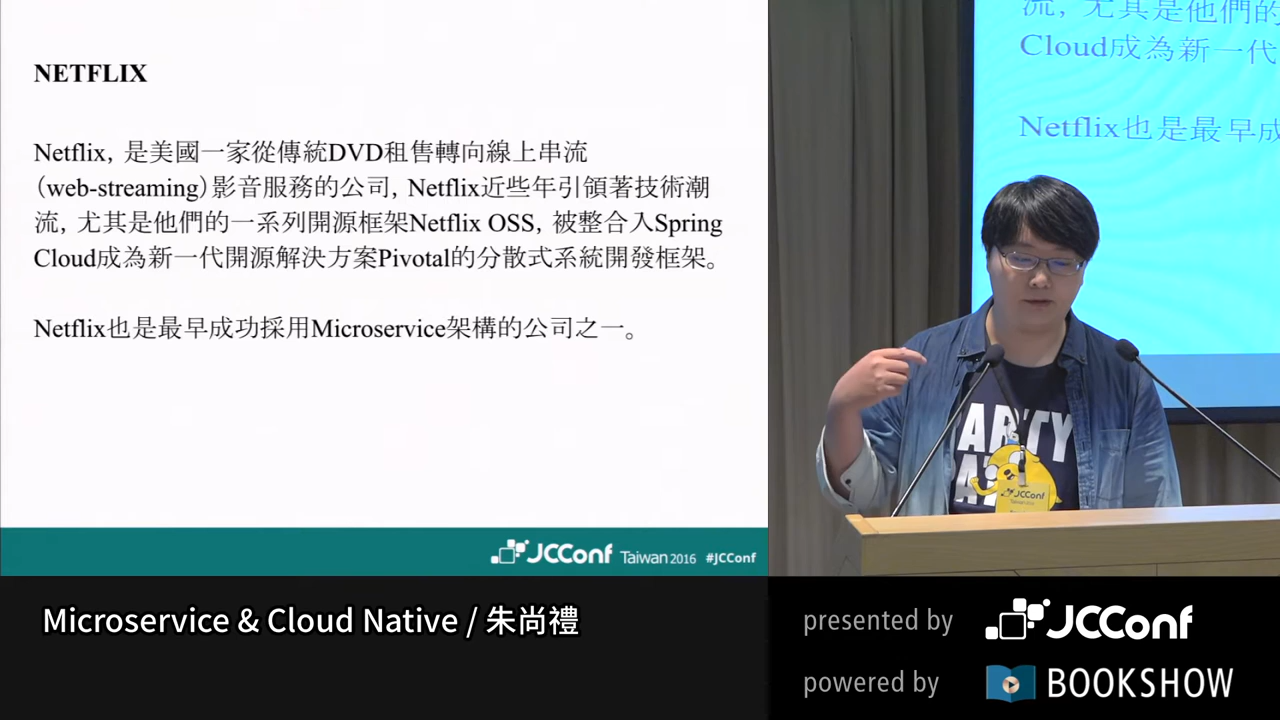 NETFLIX
Netflix, 是美國一家從傳統DVD租售轉向線上串流
（web-streaming）影音服務的公司, Netflix近些年引領著技術潮
流, 尤其是他們的一系列開源框架Netflix OSS, 被整合入Spring
Cloud成為新一代開源解決方案Pivotal的分散式系統開發框架。
Netflix也是最早成功採用Microservice架構的公司之一。
JCConf Taiwan 2016 #JCConf
流, 尤其是他們的
Cloud成為新一代
Netflix也是最早成
ARTY
JCConf
Microservice & Cloud Native / 朱尚禮
presented by JCConf
powered by BOOKSHOW